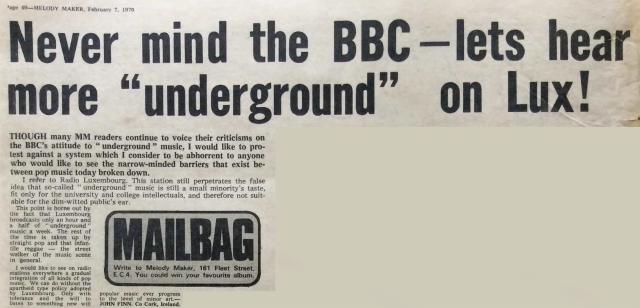 Page 40—MELODY MAKER, February 7, 1970
Never mind the BBC—lets hear
more "underground" on Lux!
THOUGH many MM readers continue to voice their criticisms on
the BBC's attitude to "underground" music, I would like to pro-
test against a system which I consider to be abhorrent to anyone
who would like to see the narrow-minded barriers that exist be-
tween pop music today broken down.
I refer to Radio Luxembourg. This station still perpetrates the false
idea that so-called "underground" music is still a small minority's taste,
fit only for the university and college intellectuals, and therefore not suit-
able for the dim-witted public's ear.
This point is borne out by
the fact that Luxembourg
broadcasts only an hour and
a half of "underground"
music a week. The rest of
the time is taken up by
straight pop and that infan-
tile reggae — the street
walker of the music scene
in general.
I would like to see on radio
stations everywhere a gradual
integration of all kinds of pop
music. We can do without the
apartheid type policy adopted
by Luxembourg. Only with
tolerance and the will to
listen to something new will
MAILBAG
Write to Melody Maker, 161 Fleet Street,
E.C.4. You could win your favourite album.
popular music ever progress
to the level of minor art.—
JOHN FINN, Co Cork, Ireland.